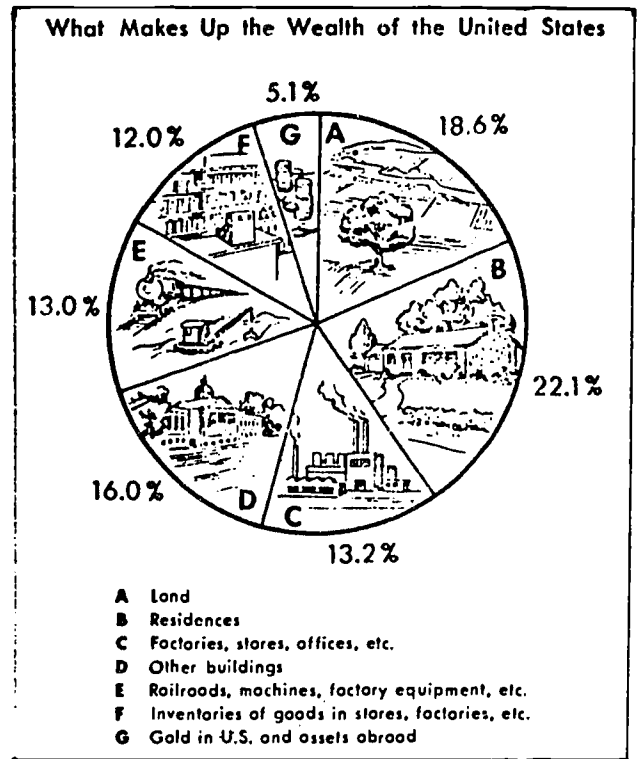 What Makes Up the Wealth of the United States
5.1%
12.0%
18.6%
F
G
A
E
B
13.0%
22.1%
16.0%
D
C
13.2%
A Land
B Residences
C Factories, stores, offices, etc.
D Other buildings
E Railroads, machines, factory equipment, etc.
F Inventories of goods in stores, factories, etc.
G Gold in U.S. and assets abroad